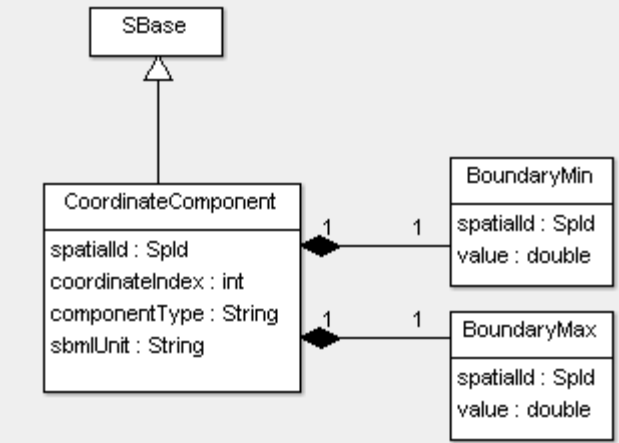 SBase
CoordinateComponent
spatialId : SpId
coordinateIndex : int
componentType : String
sbmlUnit : String
1 1
1 1
BoundaryMin
spatialId : SpId
value : double
BoundaryMax
spatialId : SpId
value : double